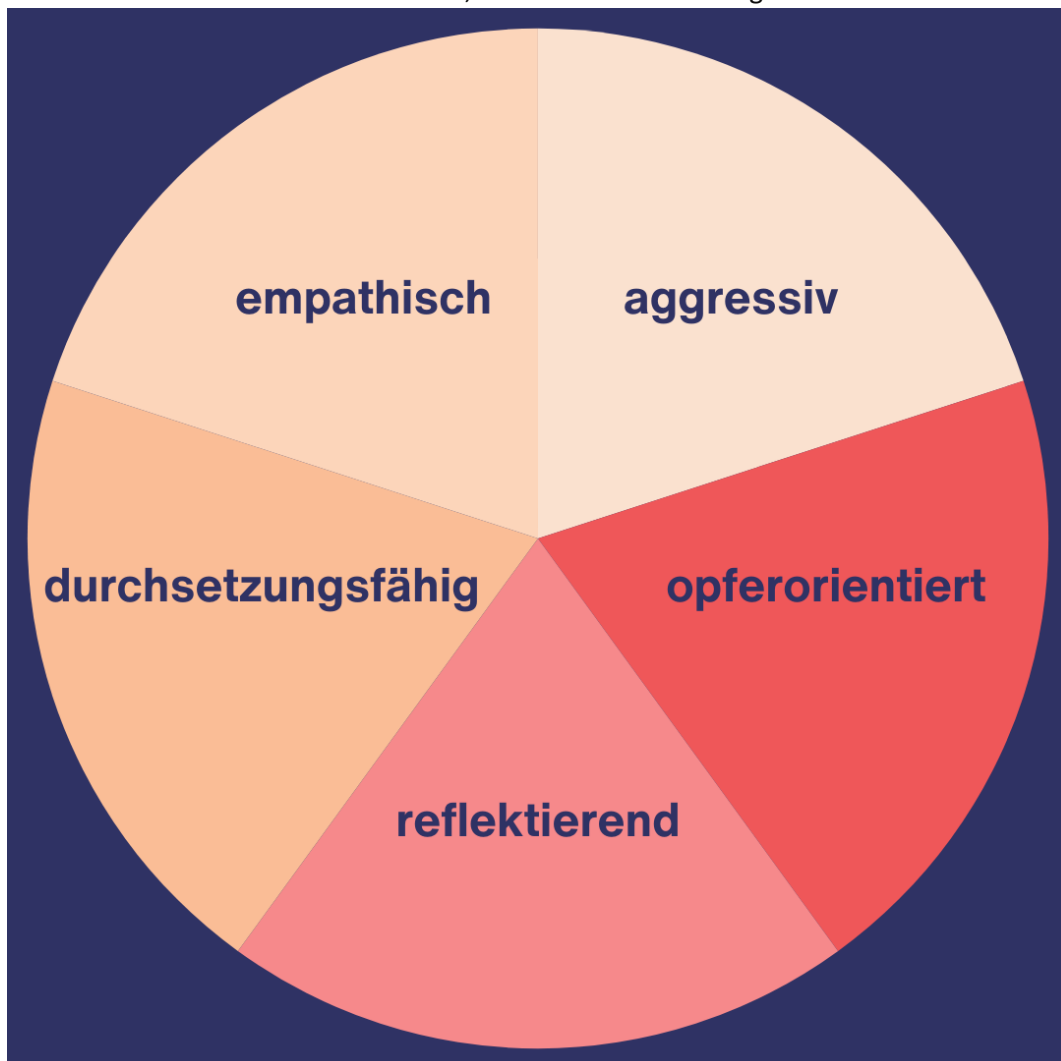 empathisch
aggressiv
durchsetzungsfähig
opferorientiert
reflektierend